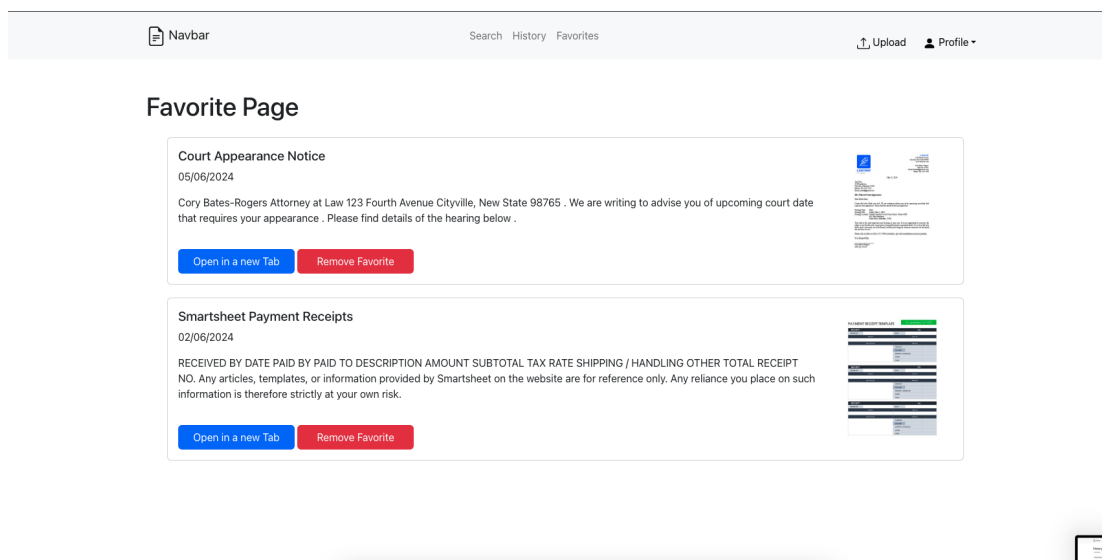 Navbar
Search History Favorites
Upload Profile
Favorite Page
Court Appearance Notice
05/06/2024
Cory Bates-Rogers Attorney at Law 123 Fourth Avenue Cityville, New State 98765 . We are writing to advise you of upcoming court date
that requires your appearance . Please find details of the hearing below .
Open in a new Tab Remove Favorite
Smartsheet Payment Receipts
02/06/2024
RECEIVED BY DATE PAID BY PAID TO DESCRIPTION AMOUNT SUBTOTAL TAX RATE SHIPPING / HANDLING OTHER TOTAL RECEIPT
NO. Any articles, templates, or information provided by Smartsheet on the website are for reference only. Any reliance you place on such
information is therefore strictly at your own risk.
PAYMENT RECEIPT TEMPLATE
Open in a new Tab Remove Favorite